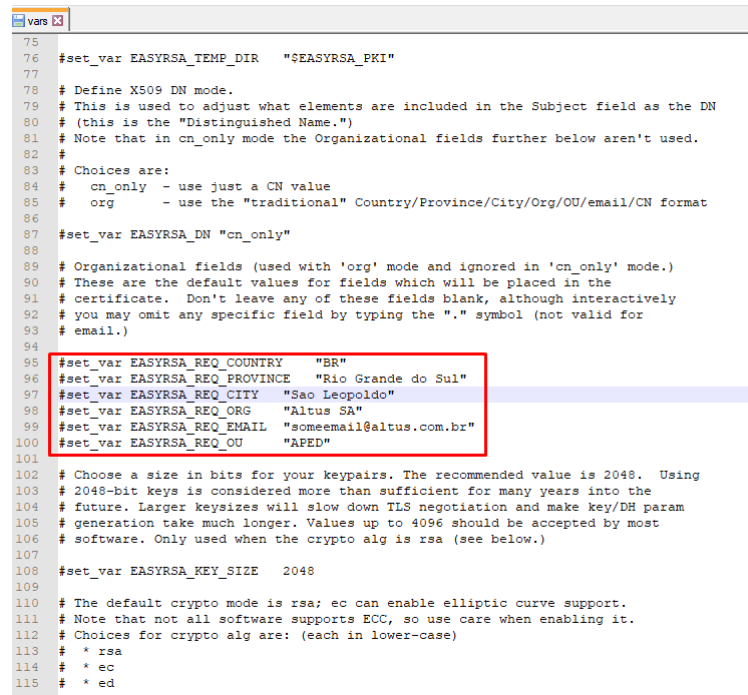 vars
75
76 #set_var EASYRSA_TEMP_DIR "$EASYRSA_PKI"
77
78 # Define X509 DN mode.
79 # This is used to adjust what elements are included in the Subject field as the DN
80 # (this is the "Distinguished Name.")
81 # Note that in cn_only mode the Organizational fields further below aren't used.
82 #
83 # Choices are:
84 # cn_only - use just a CN value
85 # org - use the "traditional" Country/Province/City/Org/OU/email/CN format
86
87 #set_var EASYRSA_DN "cn_only"
88
89 # Organizational fields (used with 'org' mode and ignored in 'cn_only' mode.)
90 # These are the default values for fields which will be placed in the
91 # certificate. Don't leave any of these fields blank, although interactively
92 # you may omit any specific field by typing the "." symbol (not valid for
93 # email.)
94
95 #set_var EASYRSA_REQ_COUNTRY "BR"
96 #set_var EASYRSA_REQ_PROVINCE "Rio Grande do Sul"
97 #set_var EASYRSA_REQ_CITY "Sao Leopoldo"
98 #set_var EASYRSA_REQ_ORG "Altus SA"
99 #set_var EASYRSA_REQ_EMAIL "someemail@altus.com.br"
100 #set_var EASYRSA_REQ_OU "APED"
101
102 # Choose a size in bits for your keypairs. The recommended value is 2048. Using
103 # 2048-bit keys is considered more than sufficient for many years into the
104 # future. Larger keysizes will slow down TLS negotiation and make key/DH param
105 # generation take much longer. Values up to 4096 should be accepted by most
106 # software. Only used when the crypto alg is rsa (see below.)
107
108 #set_var EASYRSA_KEY_SIZE 2048
109
110 # The default crypto mode is rsa; ec can enable elliptic curve support.
111 # Note that not all software supports ECC, so use care when enabling it.
112 # Choices for crypto alg are: (each in lower-case)
113 # * rsa
114 # * ec
115 # * ed